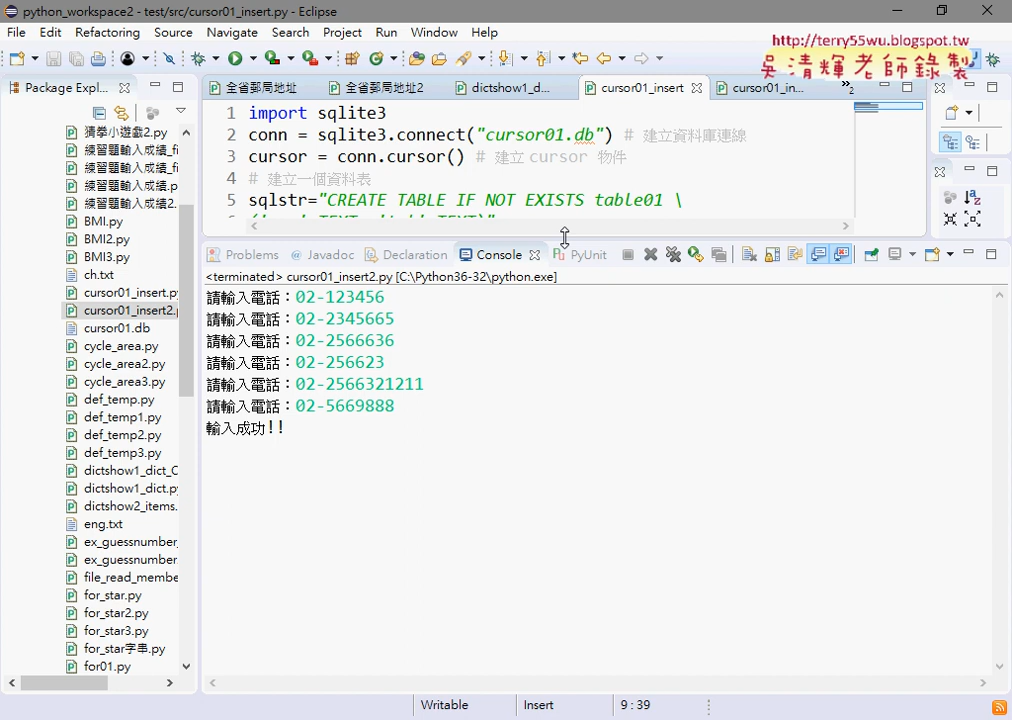 python_workspace2 - test/src/cursor01_insert.py - Eclipse
File Edit Refactoring Source Navigate Search Project Run Window Help
http://terry55wu.blogspot.tw
吳清輝老師錄製
Package Expl...
全省郵局地址
全省郵局地址2
dictshow1_d...
cursor01_insert
cursor01_in...
»2
猜拳小遊戲2.py
練習題輸入成績_fi
練習題輸入成績_fi
練習題輸入成績.p
練習題輸入成績2.
BMI.py
BMI2.py
BMI3.py
ch.txt
cursor01_insert.py
cursor01_insert2.p
cursor01.db
cycle_area.py
cycle_area2.py
cycle_area3.py
def_temp.py
def_temp1.py
def_temp2.py
def_temp3.py
dictshow1_dict_C
dictshow1_dict.py
dictshow2_items.
eng.txt
ex_guessnumber_
ex_guessnumber
file_read_membe
for_star.py
for_star2.py
for_star3.py
for_star字串.py
for01.py
1 import sqlite3
2 conn = sqlite3.connect("cursor01.db") # 建立資料庫連線
3 cursor = conn.cursor() # 建立 cursor 物件
4 # 建立一個資料表
5 sqlstr="CREATE TABLE IF NOT EXISTS table01 \
Problems Javadoc Declaration Console PyUnit
<terminated> cursor01_insert2.py [C:\Python36-32\python.exe]
請輸入電話：02-123456
請輸入電話：02-2345665
請輸入電話：02-2566636
請輸入電話：02-256623
請輸入電話：02-2566321211
請輸入電話：02-5669888
輸入成功!!
Writable Insert 9 : 39